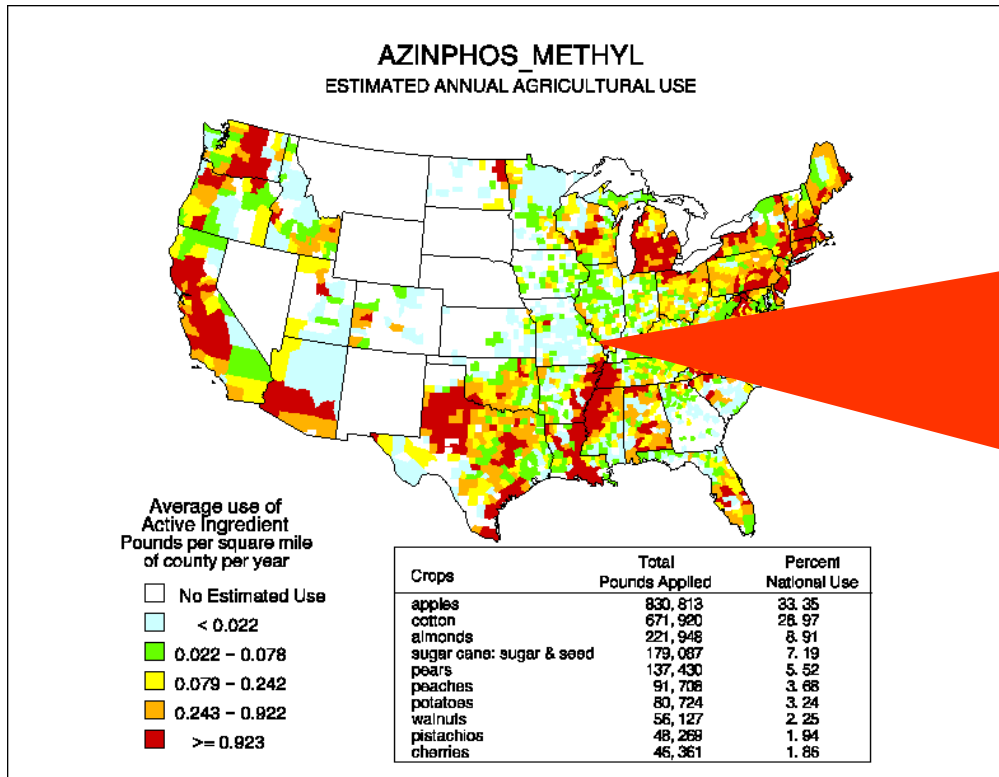 AZINPHOS_METHYL
ESTIMATED ANNUAL AGRICULTURAL USE
Average use of
Active Ingredient
Pounds per square mile
of county per year
No Estimated Use
< 0.022
0.022 – 0.078
0.079 – 0.242
0.243 – 0.922
>= 0.923
Crops Total Pounds Applied Percent National Use
apples 830, 813 33. 35
cotton 671, 920 26. 97
almonds 221, 948 8. 91
sugar cane: sugar & seed 179, 087 7. 19
pears 137, 430 5. 52
peaches 91, 708 3. 68
potatoes 80, 724 3. 24
walnuts 56, 127 2. 25
pistachios 48, 269 1. 94
cherries 46, 361 1. 86